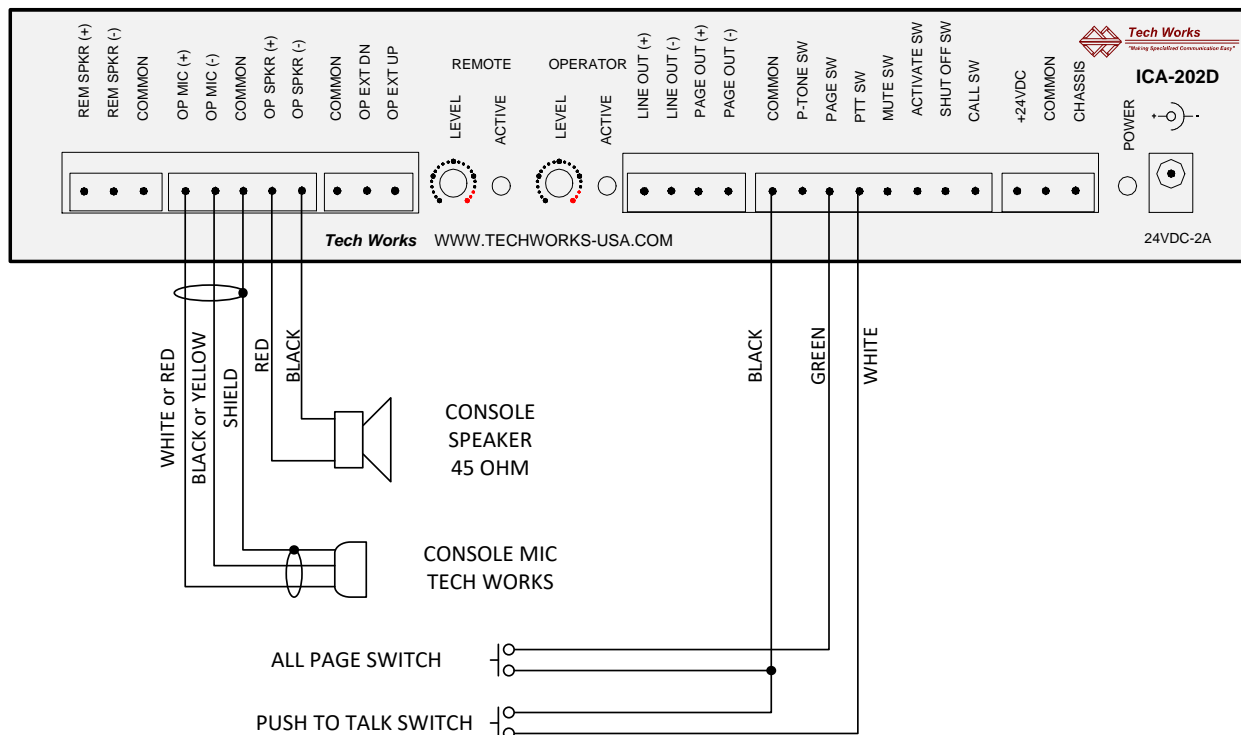 REM SPKR (+)
REM SPKR (-)
COMMON
OP MIC (+)
OP MIC (-)
COMMON
OP SPKR (+)
OP SPKR (-)
COMMON
OP EXT DN
OP EXT UP
REMOTE
LEVEL
ACTIVE
OPERATOR
LEVEL
ACTIVE
LINE OUT (+)
LINE OUT (-)
PAGE OUT (+)
PAGE OUT (-)
COMMON
P-TONE SW
PAGE SW
PTT SW
MUTE SW
ACTIVATE SW
SHUT OFF SW
CALL SW
+24VDC
COMMON
CHASSIS
POWER
Tech Works
"Making Specialized Communication Easy"
ICA-202D
+ -
24VDC-2A
Tech Works WWW.TECHWORKS-USA.COM
WHITE or RED
BLACK or YELLOW
SHIELD
RED
BLACK
BLACK
GREEN
WHITE
CONSOLE
SPEAKER
45 OHM
CONSOLE MIC
TECH WORKS
ALL PAGE SWITCH
PUSH TO TALK SWITCH